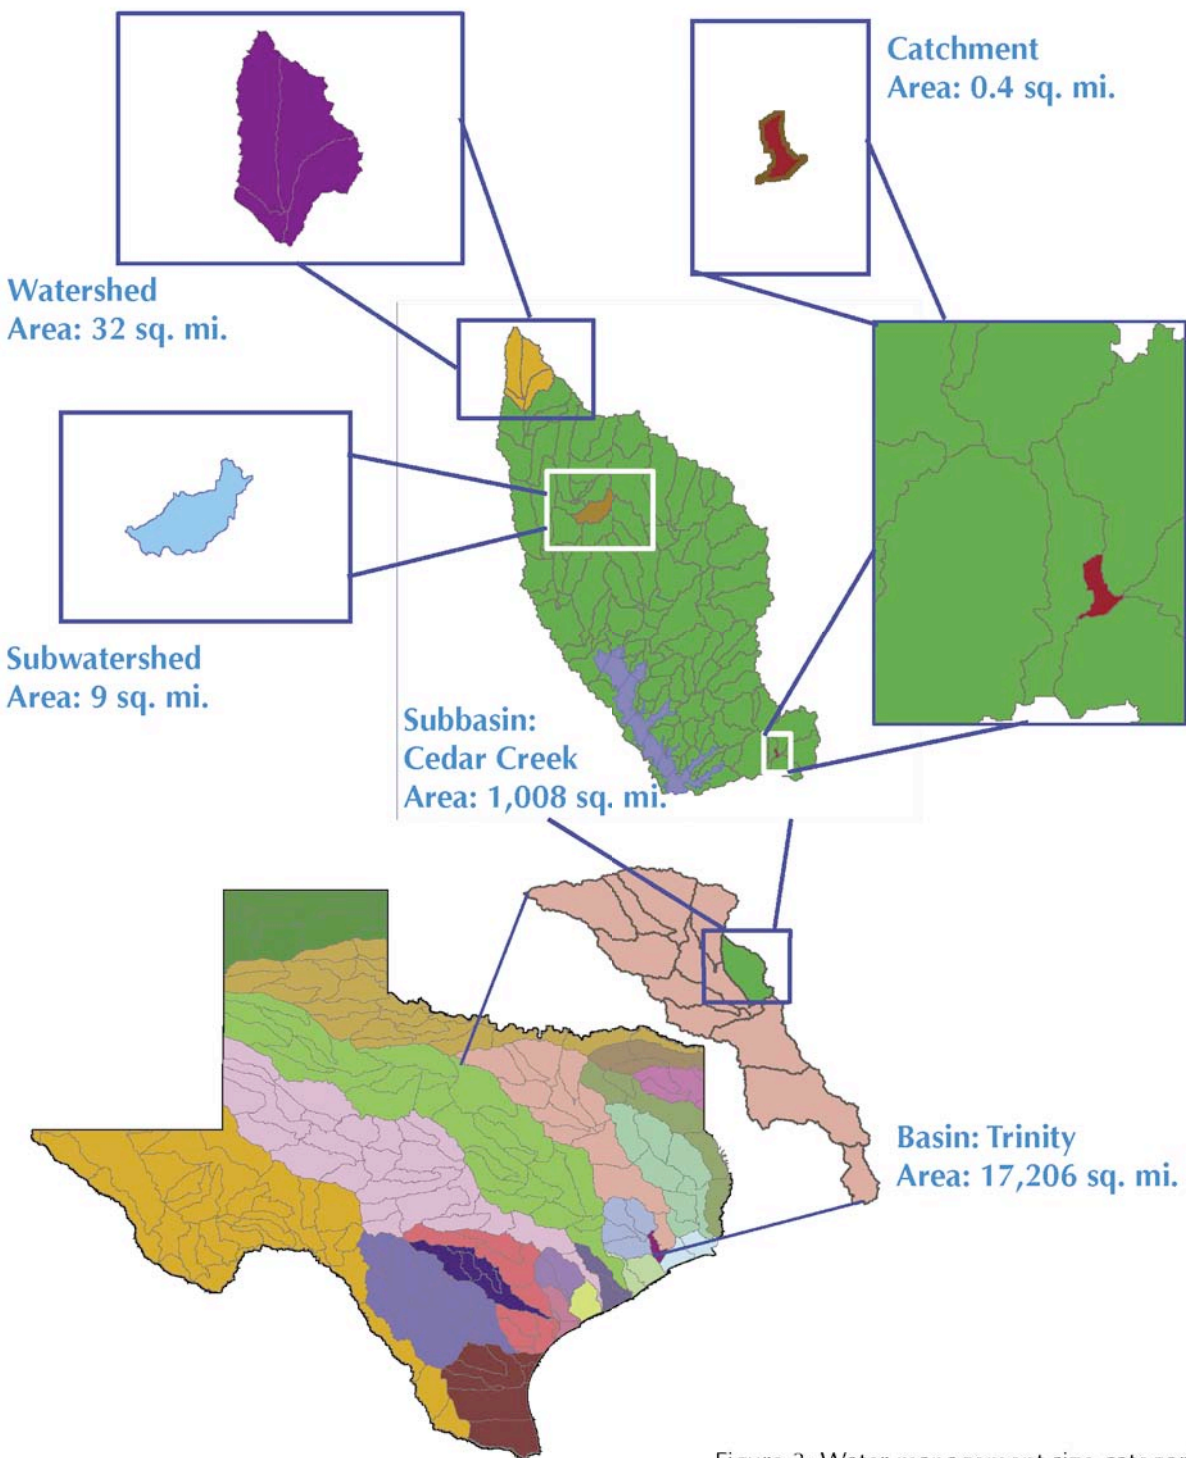 Catchment
Area: 0.4 sq. mi.
Watershed
Area: 32 sq. mi.
Subwatershed
Area: 9 sq. mi.
Subbasin:
Cedar Creek
Area: 1,008 sq. mi.
Basin: Trinity
Area: 17,206 sq. mi.